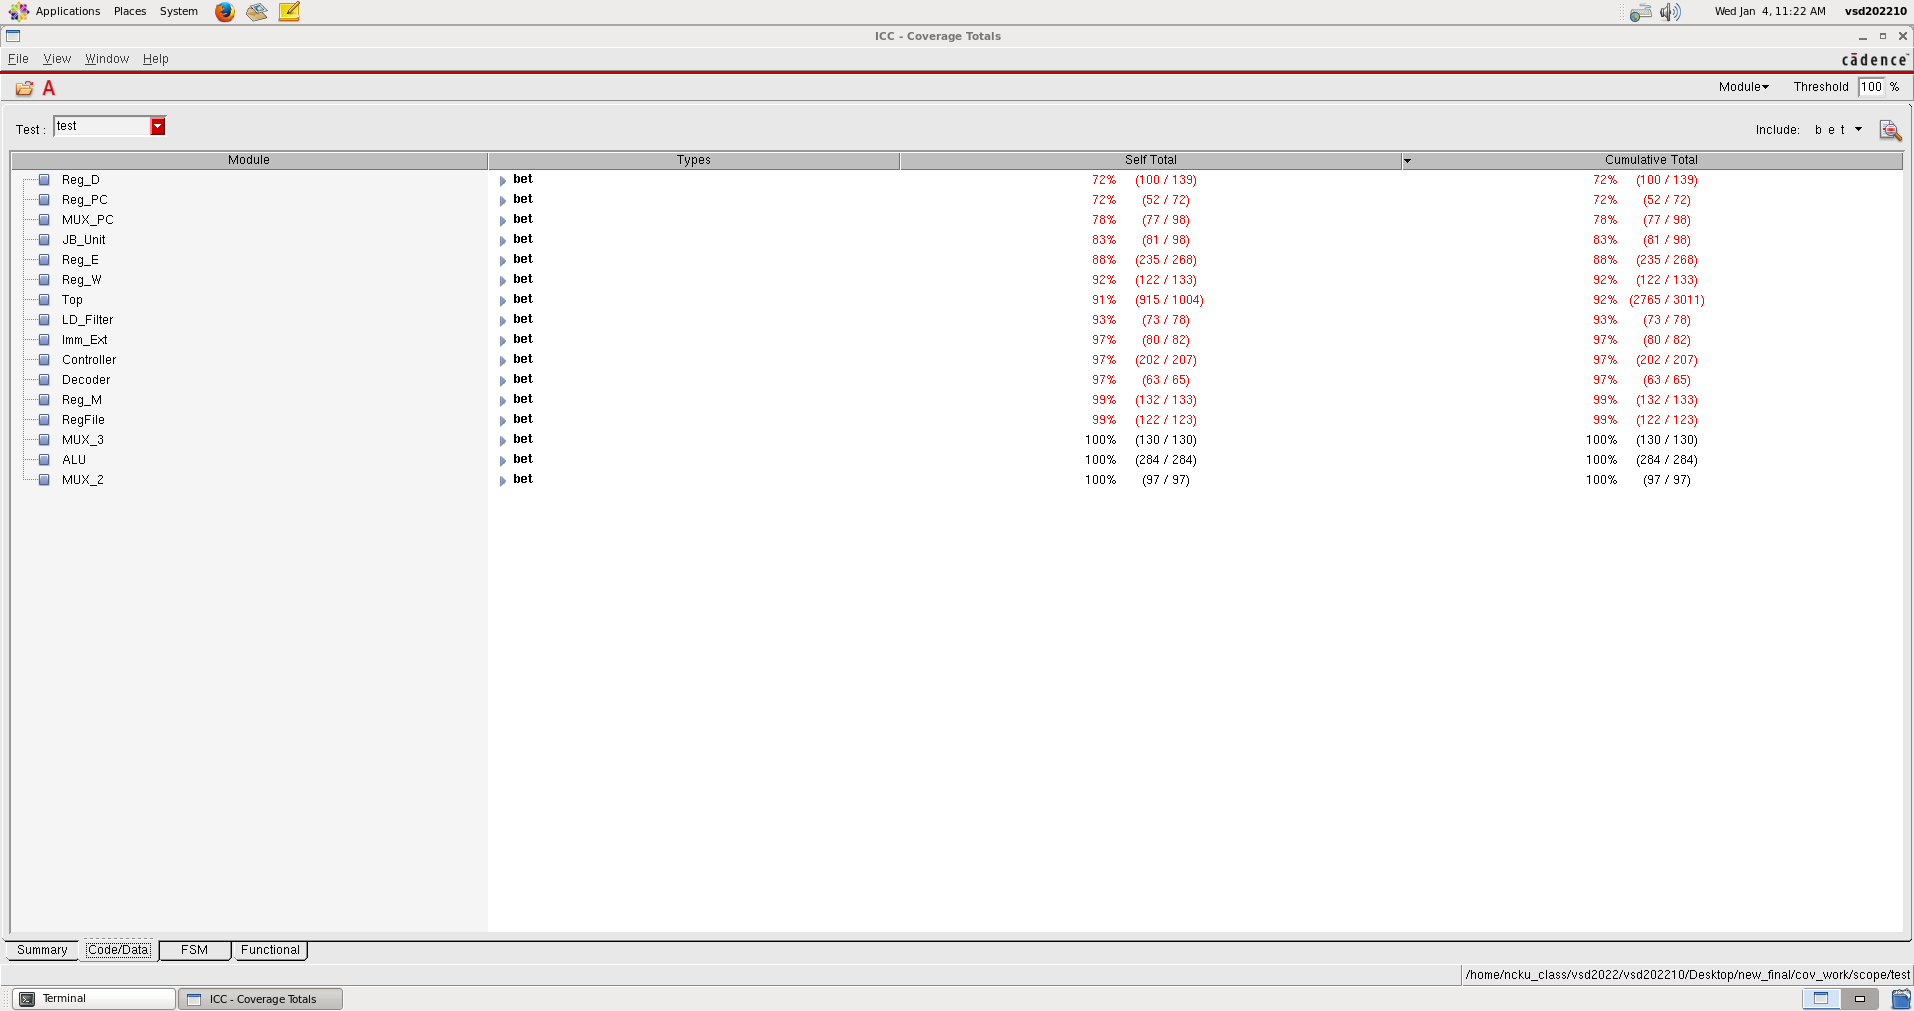 Applications Places System Wed Jan 4, 11:22 AM vsd202210
ICC - Coverage Totals
File View Window Help cādence
A Module Threshold 100 %
Test : test Include: b e t
Module Types Self Total Cumulative Total
Reg_D bet 72% (100 / 139) 72% (100 / 139)
Reg_PC bet 72% (52 / 72) 72% (52 / 72)
MUX_PC bet 78% (77 / 98) 78% (77 / 98)
JB_Unit bet 83% (81 / 98) 83% (81 / 98)
Reg_E bet 88% (235 / 268) 88% (235 / 268)
Reg_W bet 92% (122 / 133) 92% (122 / 133)
Top bet 91% (915 / 1004) 92% (2765 / 3011)
LD_Filter bet 93% (73 / 78) 93% (73 / 78)
Imm_Ext bet 97% (80 / 82) 97% (80 / 82)
Controller bet 97% (202 / 207) 97% (202 / 207)
Decoder bet 97% (63 / 65) 97% (63 / 65)
Reg_M bet 99% (132 / 133) 99% (132 / 133)
RegFile bet 99% (122 / 123) 99% (122 / 123)
MUX_3 bet 100% (130 / 130) 100% (130 / 130)
ALU bet 100% (284 / 284) 100% (284 / 284)
MUX_2 bet 100% (97 / 97) 100% (97 / 97)
Summary Code/Data FSM Functional
/home/ncku_class/vsd2022/vsd202210/Desktop/new_final/cov_work/scope/test
Terminal ICC - Coverage Totals